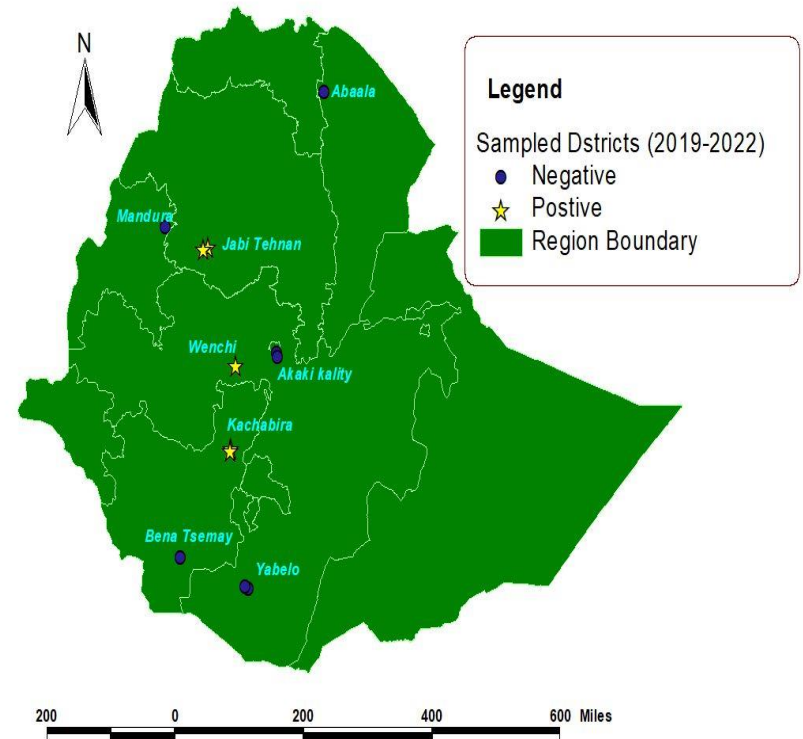 N
Abaala
Mandura
Jabi Tehnan
Wenchi
Akaki kality
Kachabira
Bena Tsemay
Yabelo
Legend
Sampled Dstricts (2019-2022)
Negative
Postive
Region Boundary
200 0 200 400 600 Miles